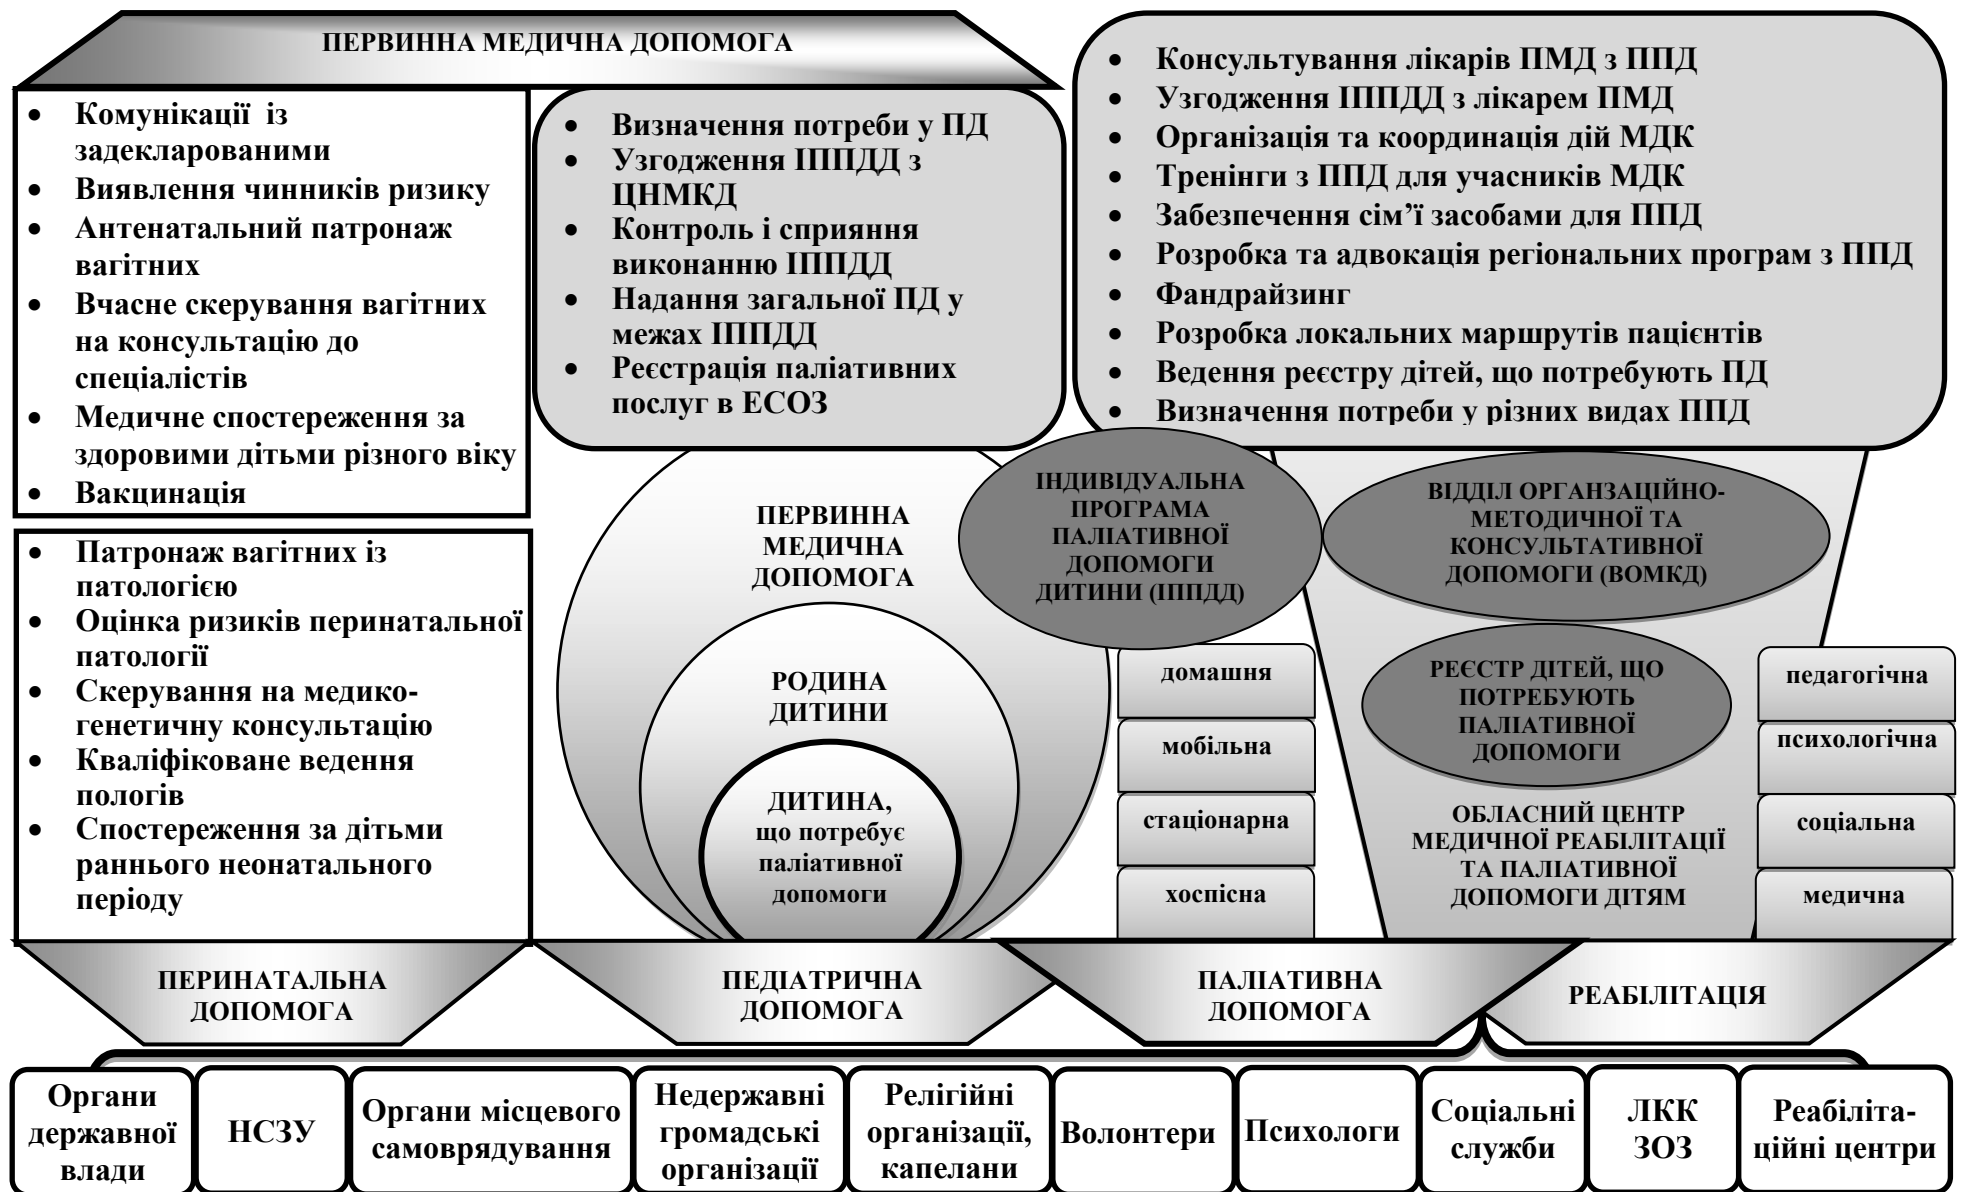 ПЕРВИННА МЕДИЧНА ДОПОМОГА
• Комунікації із
задекларованими
• Виявлення чинників ризику
• Антенатальний патронаж
вагітних
• Вчасне скерування вагітних
на консультацію до
спеціалістів
• Медичне спостереження за
здоровими дітьми різного віку
• Вакцинація
• Визначення потреби у ПД
• Узгодження ІППДД з
ЦНМКД
• Контроль і сприяння
виконанню ІППДД
• Надання загальної ПД у
межах ІППДД
• Реєстрація паліативних
послуг в ЕСОЗ
• Консультування лікарів ПМД з ППД
• Узгодження ІППДД з лікарем ПМД
• Організація та координація дій МДК
• Тренінги з ППД для учасників МДК
• Забезпечення сім’ї засобами для ППД
• Розробка та адвокація регіональних програм з ППД
• Фандрайзинг
• Розробка локальних маршрутів пацієнтів
• Ведення реєстру дітей, що потребують ПД
• Визначення потреби у різних видах ППД
• Патронаж вагітних із
патологією
• Оцінка ризиків перинатальної
патології
• Скерування на медико-
генетичну консультацію
• Кваліфіковане ведення
пологів
• Спостереження за дітьми
раннього неонатального
періоду
ПЕРВИННА
МЕДИЧНА
ДОПОМОГА
РОДИНА
ДИТИНИ
ДИТИНА,
що потребує
паліативної
допомоги
ІНДИВІДУАЛЬНА
ПРОГРАМА
ПАЛІАТИВНОЇ
ДОПОМОГИ
ДИТИНИ (ІППДД)
домашня
мобільна
стаціонарна
хоспісна
ВІДДІЛ ОРГАНЗАЦІЙНО-
МЕТОДИЧНОЇ ТА
КОНСУЛЬТАТИВНОЇ
ДОПОМОГИ (ВОМКД)
РЕЄСТР ДІТЕЙ, ЩО
ПОТРЕБУЮТЬ
ПАЛІАТИВНОЇ
ДОПОМОГИ
ОБЛАСНИЙ ЦЕНТР
МЕДИЧНОЇ РЕАБІЛІТАЦІЇ
ТА ПАЛІАТИВНОЇ
ДОПОМОГИ ДІТЯМ
педагогічна
психологічна
соціальна
медична
ПЕРИНАТАЛЬНА
ДОПОМОГА
ПЕДІАТРИЧНА
ДОПОМОГА
ПАЛІАТИВНА
ДОПОМОГА
РЕАБІЛІТАЦІЯ
Органи
державної
влади
НСЗУ
Органи місцевого
самоврядування
Недержавні
громадські
організації
Релігійні
організації,
капелани
Волонтери
Психологи
Соціальні
служби
ЛКК
ЗОЗ
Реабіліта-
ційні центри